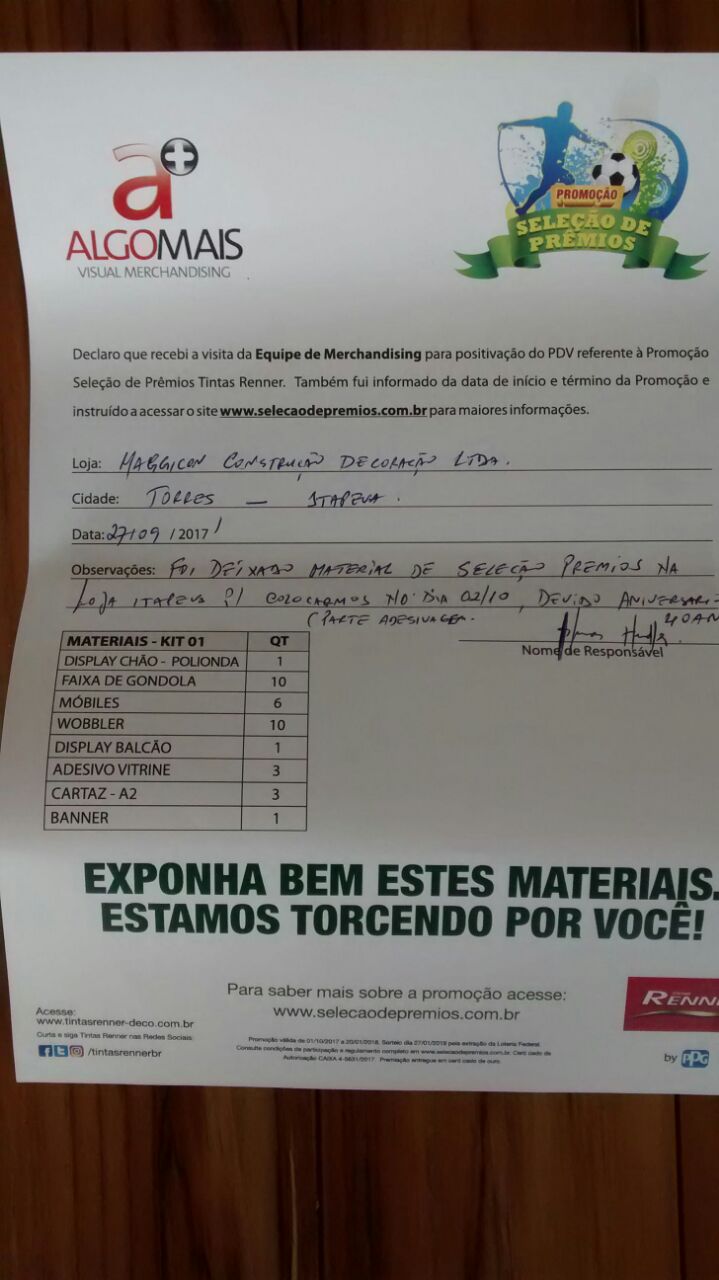 a+
ALGOMAIS
VISUAL MERCHANDISING
PROMOÇÃO
SELEÇÃO DE
PRÊMIOS
Declaro que recebi a visita da Equipe de Merchandising para positivação do PDV referente à Promoção
Seleção de Prêmios Tintas Renner. Também fui informado da data de início e término da Promoção e
instruído a acessar o site www.selecaodepremios.com.br para maiores informações.
Loja: MAGGICON CONSTRUÇÃO DECORAÇÃO LTDA.
Cidade: TORRES — ITAPEVA.
Data: 27/09 / 2017
Observações: FOI DEIXADO MATERIAL DE SELEÇÃO PREMIOS NA
LOJA ITAPEVA P/ COLOCARMOS NO DIA 02/10, DEVIDO ANIVERSARI
(PARTE ADESIVAGEM. 40 AN
Nome de Responsável
MATERIAIS - KIT 01 QT
DISPLAY CHÃO - POLIONDA 1
FAIXA DE GONDOLA 10
MÓBILES 6
WOBBLER 10
DISPLAY BALCÃO 1
ADESIVO VITRINE 3
CARTAZ - A2 3
BANNER 1
EXPONHA BEM ESTES MATERIAIS.
ESTAMOS TORCENDO POR VOCÊ!
Para saber mais sobre a promoção acesse:
www.selecaodepremios.com.br
RENN
Acesse:
www.tintasrenner-deco.com.br
Curta e siga Tintas Renner nas Redes Sociais:
/tintasrennerbr
Promoção válida de 01/10/2017 a 20/01/2018. Sorteio dia 27/01/2018 pela extração da Loteria Federal.
Consulte condições de participação e regulamento completo em www.selecaodepremios.com.br. Cert cado de
Autorização CAIXA 4-5631/2017. Premiação entregue em cert cado de ouro.
by PPG